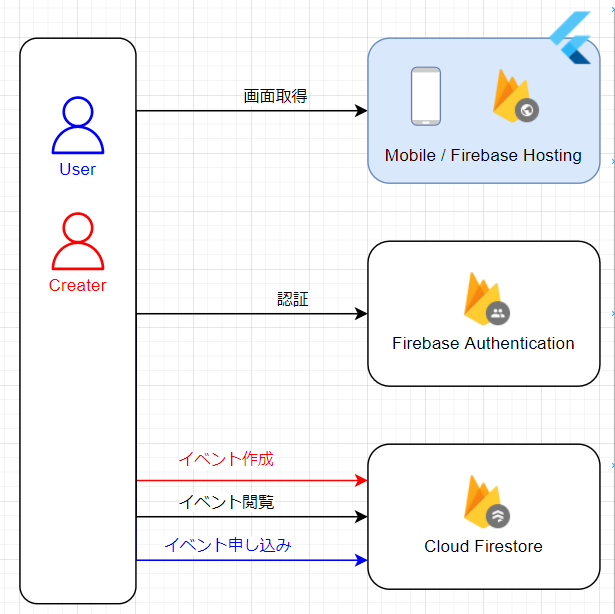 画面取得
User
Mobile / Firebase Hosting
Creater
認証
Firebase Authentication
イベント作成
イベント閲覧
イベント申し込み
Cloud Firestore